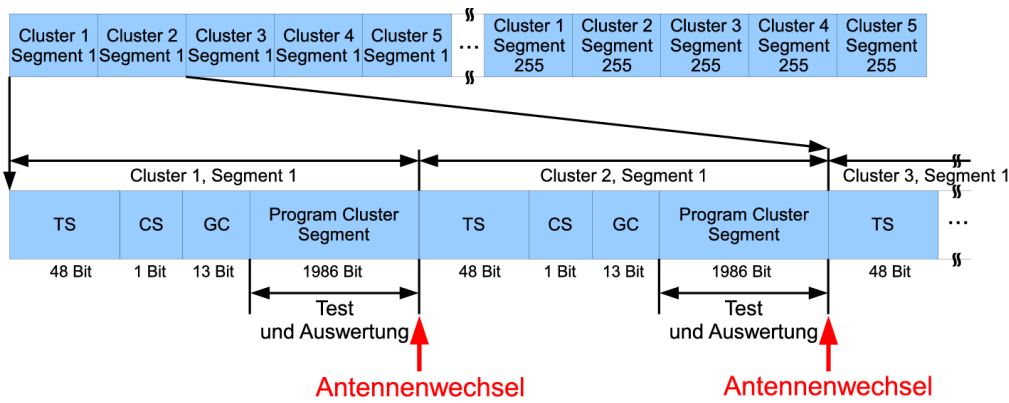 Cluster 1 Cluster 2 Cluster 3 Cluster 4 Cluster 5 ... Cluster 1 Cluster 2 Cluster 3 Cluster 4 Cluster 5
Segment 1 Segment 1 Segment 1 Segment 1 Segment 1 Segment Segment Segment Segment Segment
255 255 255 255 255
Cluster 1, Segment 1 Cluster 2, Segment 1 Cluster 3, Segment 1
TS CS GC Program Cluster TS CS GC Program Cluster TS ...
Segment Segment
48 Bit 1 Bit 13 Bit 1986 Bit 48 Bit 1 Bit 13 Bit 1986 Bit 48 Bit
Test Test
und Auswertung und Auswertung
Antennenwechsel Antennenwechsel